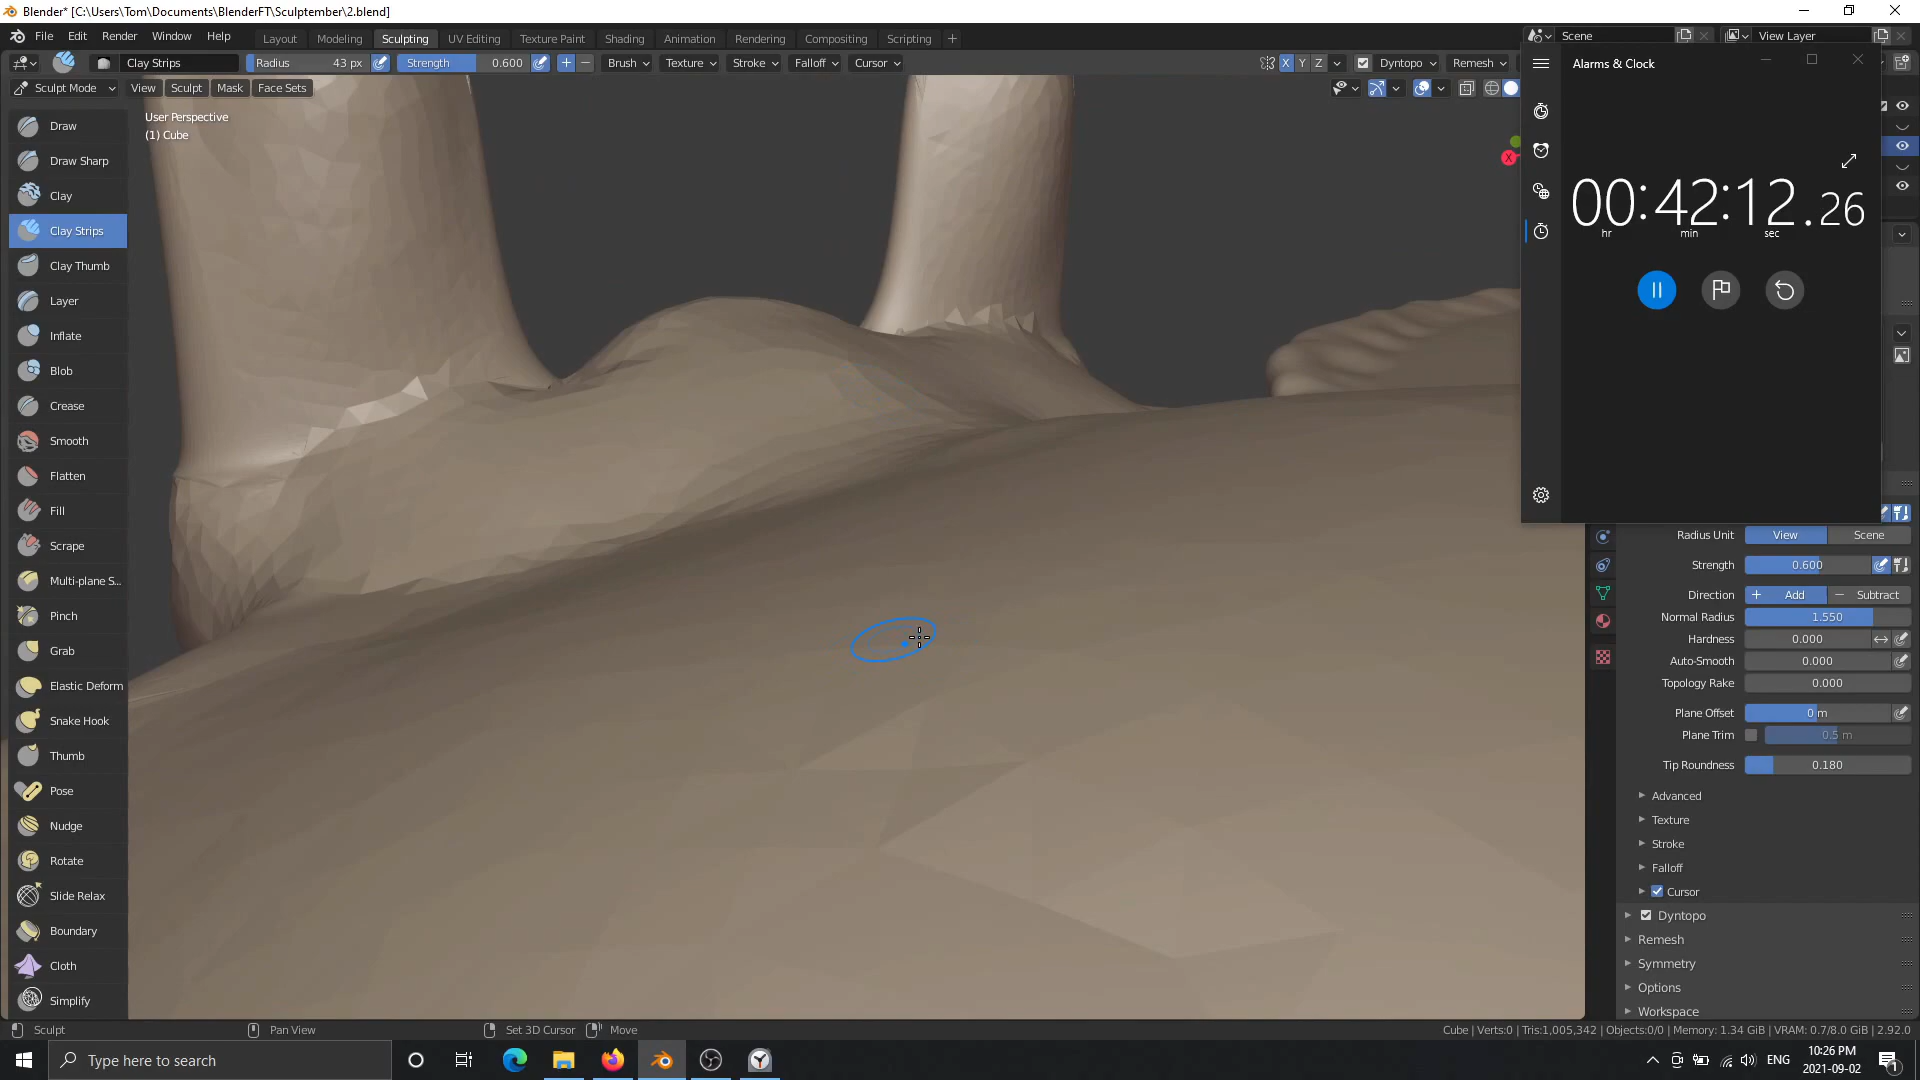 Blender* [C:\Users\Tom\Documents\BlenderFT\Sculptember\2.blend]
File Edit Render Window Help
Layout Modeling Sculpting UV Editing Texture Paint Shading Animation Rendering Compositing Scripting +
Scene
View Layer
Clay Strips
Radius 43 px
Strength 0.600
Brush Texture Stroke Falloff Cursor
X Y Z
Dyntopo Remesh
Sculpt Mode View Sculpt Mask Face Sets
User Perspective
(1) Cube
Draw
Draw Sharp
Clay
Clay Strips
Clay Thumb
Layer
Inflate
Blob
Crease
Smooth
Flatten
Fill
Scrape
Multi-plane S...
Pinch
Grab
Elastic Deform
Snake Hook
Thumb
Pose
Nudge
Rotate
Slide Relax
Boundary
Cloth
Simplify
X
Alarms & Clock
00:42:12.26
hr min sec
Radius Unit View Scene
Strength 0.600
Direction + Add − Subtract
Normal Radius 1.550
Hardness 0.000
Auto-Smooth 0.000
Topology Rake 0.000
Plane Offset 0 m
Plane Trim 0.5 m
Tip Roundness 0.180
Advanced
Texture
Stroke
Falloff
Cursor
Dyntopo
Remesh
Symmetry
Options
Workspace
Sculpt Pan View Set 3D Cursor Move
Cube | Verts:0 | Tris:1,005,342 | Objects:0/0 | Memory: 1.34 GiB | VRAM: 0.7/8.0 GiB | 2.92.0
Type here to search
ENG
10:26 PM
2021-09-02
1